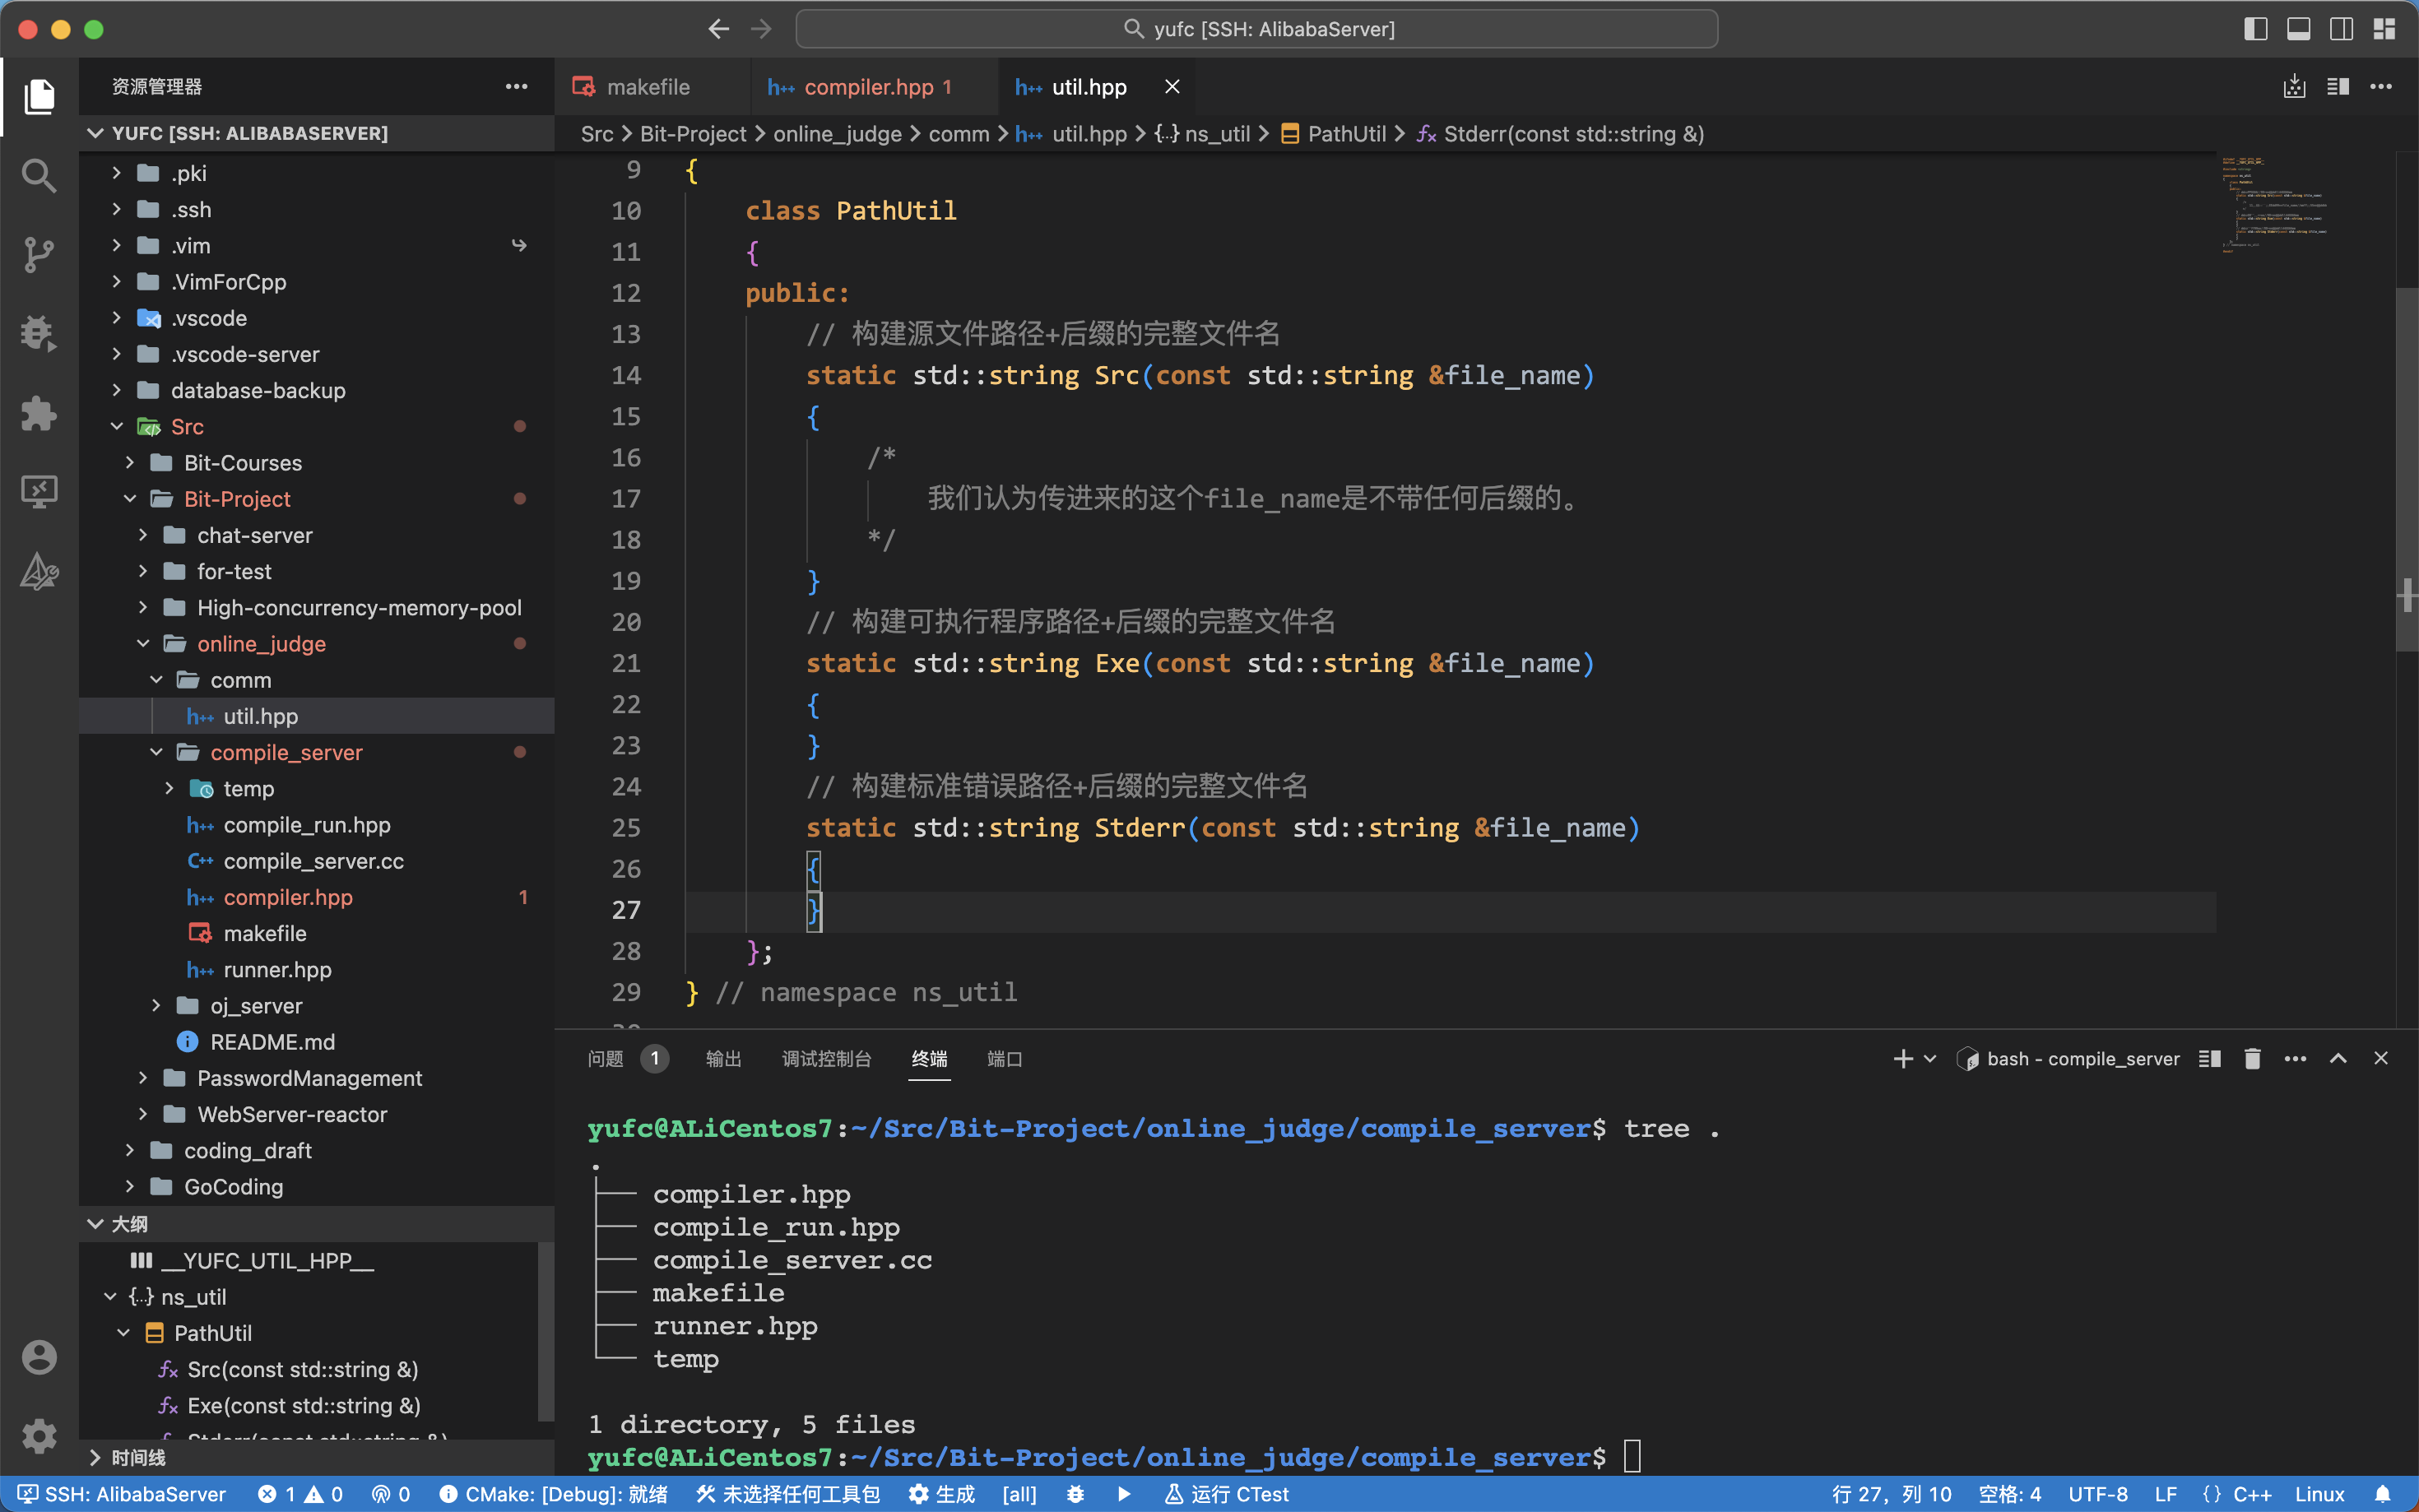 yufc [SSH: AlibabaServer]
资源管理器
makefile
compiler.hpp 1
util.hpp
YUFC [SSH: ALIBABASERVER]
Src > Bit-Project > online_judge > comm > util.hpp > {..} ns_util > PathUtil > Stderr(const std::string &)
.pki
.ssh
.vim
.VimForCpp
.vscode
.vscode-server
database-backup
Src
Bit-Courses
Bit-Project
chat-server
for-test
High-concurrency-memory-pool
online_judge
comm
h++ util.hpp
compile_server
temp
h++ compile_run.hpp
C++ compile_server.cc
h++ compiler.hpp 1
makefile
h++ runner.hpp
oj_server
README.md
PasswordManagement
WebServer-reactor
coding_draft
GoCoding
大纲
__YUFC_UTIL_HPP__
{..} ns_util
PathUtil
Src(const std::string &)
Exe(const std::string &)
Stderr(const std::string &)
时间线
9 {
10 class PathUtil
11 {
12 public:
13 // 构建源文件路径+后缀的完整文件名
14 static std::string Src(const std::string &file_name)
15 {
16 /*
17 我们认为传进来的这个file_name是不带任何后缀的。
18 */
19 }
20 // 构建可执行程序路径+后缀的完整文件名
21 static std::string Exe(const std::string &file_name)
22 {
23 }
24 // 构建标准错误路径+后缀的完整文件名
25 static std::string Stderr(const std::string &file_name)
26 {
27 }
28 };
29 } // namespace ns_util
问题 1 输出 调试控制台 终端 端口
bash - compile_server
yufc@ALiCentos7:~/Src/Bit-Project/online_judge/compile_server$ tree .
.
├── compiler.hpp
├── compile_run.hpp
├── compile_server.cc
├── makefile
├── runner.hpp
└── temp
1 directory, 5 files
yufc@ALiCentos7:~/Src/Bit-Project/online_judge/compile_server$
SSH: AlibabaServer 1 0 0 CMake: [Debug]: 就绪 未选择任何工具包 生成 [all] 运行 CTest 行 27, 列 10 空格: 4 UTF-8 LF {} C++ Linux